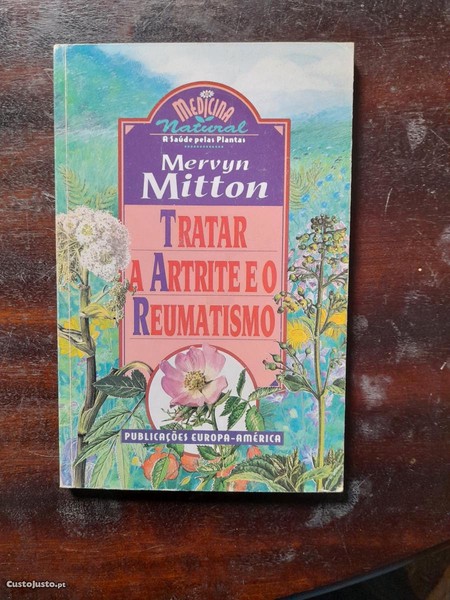 MEDICINA
Natural
A Saúde pelas Plantas
Mervyn
Mitton
TRATAR
A ARTRITE E O
REUMATISMO
PUBLICAÇÕES EUROPA-AMÉRICA
CustoJusto.pt